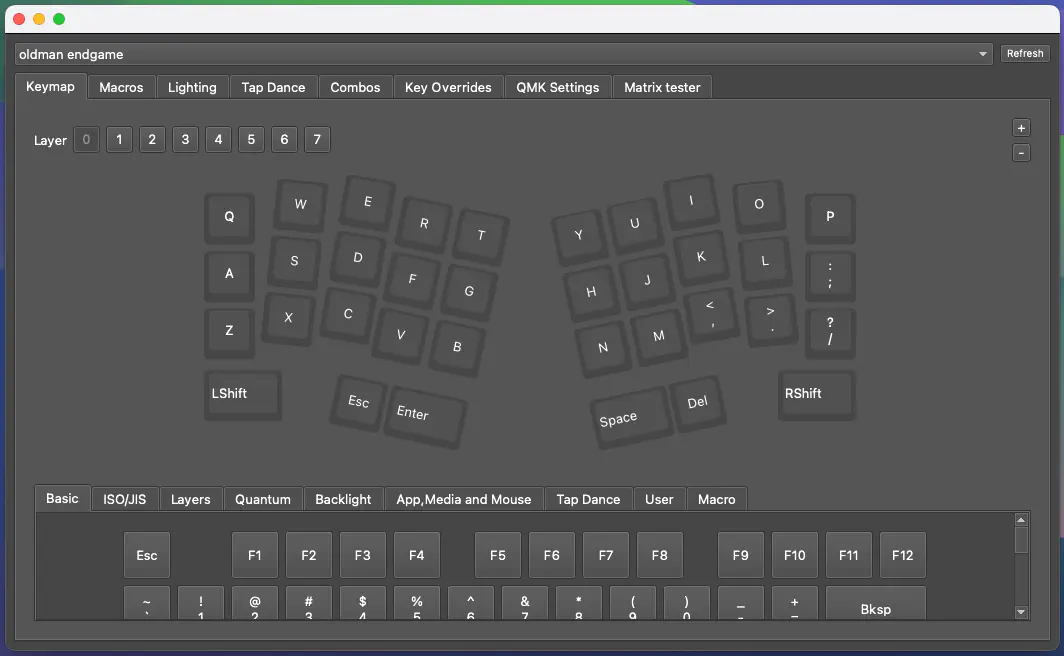 oldman endgame
Refresh
Keymap Macros Lighting Tap Dance Combos Key Overrides QMK Settings Matrix tester
Layer 0 1 2 3 4 5 6 7
+
-
Q W E R T Y U I O P
A S D F G H J K L : ;
Z X C V B N M < , > . ? /
LShift Esc Enter Space Del RShift
Basic ISO/JIS Layers Quantum Backlight App,Media and Mouse Tap Dance User Macro
Esc F1 F2 F3 F4 F5 F6 F7 F8 F9 F10 F11 F12
~ ! @ # $ % ^ & * ( ) _ + Bksp
` 1 2 3 4 5 6 7 8 9 0 - =